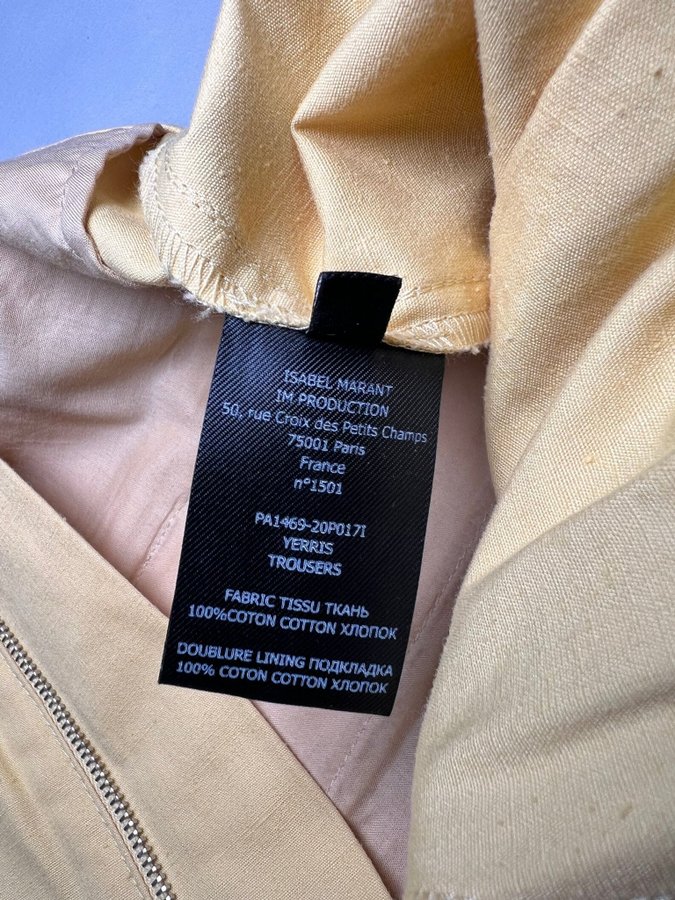 ISABEL MARANT
IM PRODUCTION
50, rue Croix des Petits Champs
75001 Paris
France
n°1501
PA1469-20P017I
YERRIS
TROUSERS
FABRIC TISSU ТКАНЬ
100%COTON COTTON ХЛОПОК
DOUBLURE LINING ПОДКЛАДКА
100% COTON COTTON ХЛОПОК